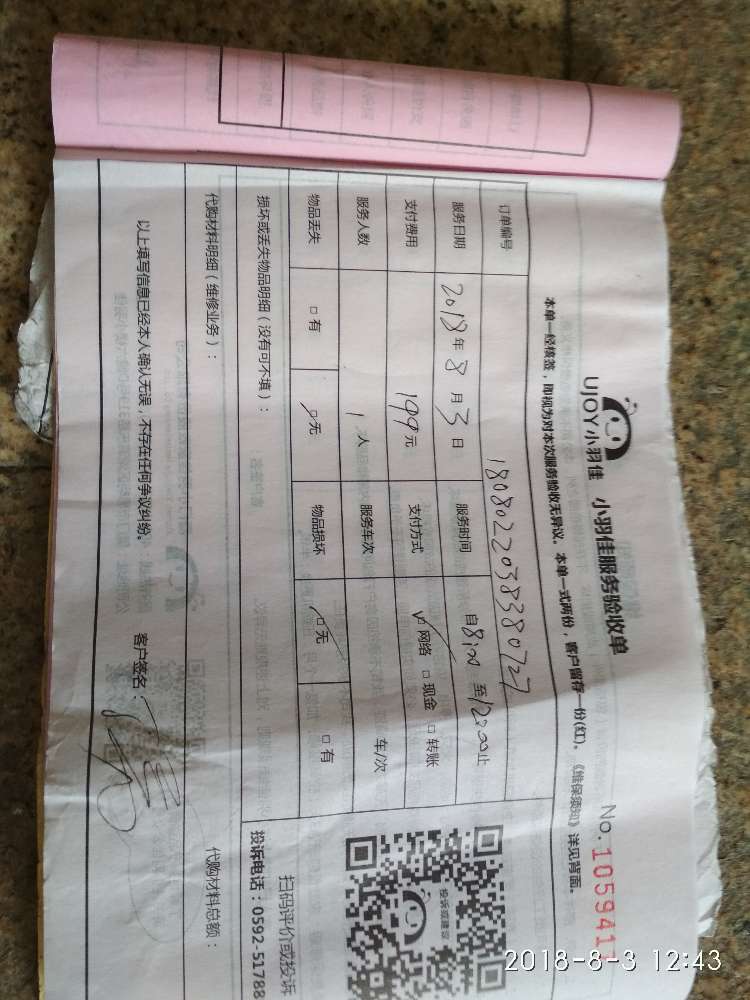 UJOY小羽佳 小羽佳服务验收单
No.1059411
本单一经核签，即视为对本次服务验收无异议。本单一式两份，客户留存一份(红)。《维保须知》详见背面。
订单编号 1808022038380727
服务日期 2018年8月3日 服务时间 自8:00至12:00止
支付费用 199元 支付方式 网络 现金 转账
服务人数 1人 服务车次 车/次
物品丢失 有 无 物品损坏 无 有
损坏或丢失物品明细（没有可不填）：
投诉或建议
扫码评价或投诉
投诉电话：0592-51788
代购材料明细（维修业务）：
代购材料总额：
以上填写信息已经本人确认无误，不存在任何争议纠纷。
客户签名：
2018-8-3 12:43